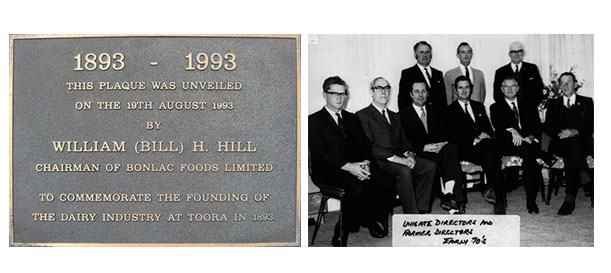 1893 - 1993
THIS PLAQUE WAS UNVEILED
ON THE 19TH AUGUST 1993
BY
WILLIAM (BILL) H. HILL
CHAIRMAN OF BONLAC FOODS LIMITED
TO COMMEMORATE THE FOUNDING OF
THE DAIRY INDUSTRY AT TOORA IN 1893
UNIGATE DIRECTORS AND
FORMER DIRECTORS
EARLY 70'S